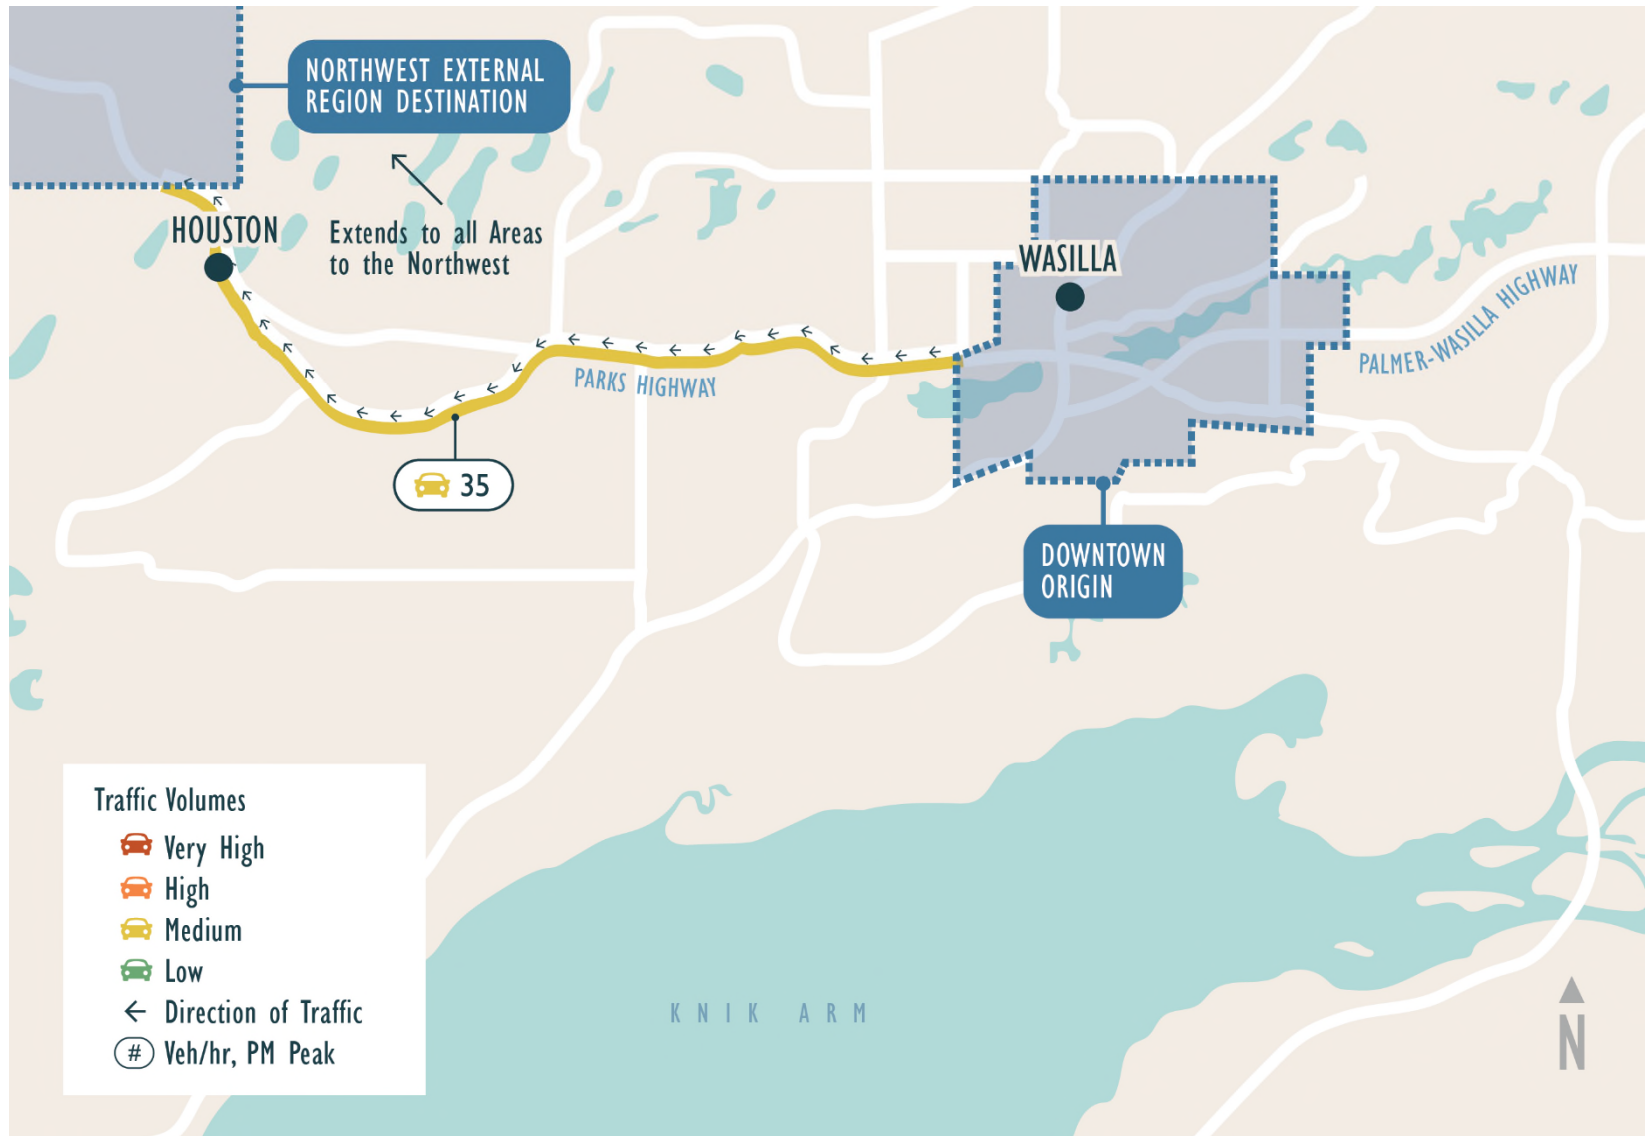 NORTHWEST EXTERNAL
REGION DESTINATION
HOUSTON
Extends to all Areas
to the Northwest
WASILLA
PALMER-WASILLA HIGHWAY
PARKS HIGHWAY
35
DOWNTOWN
ORIGIN
Traffic Volumes
Very High
High
Medium
Low
Direction of Traffic
# Veh/hr, PM Peak
KNIK ARM
N